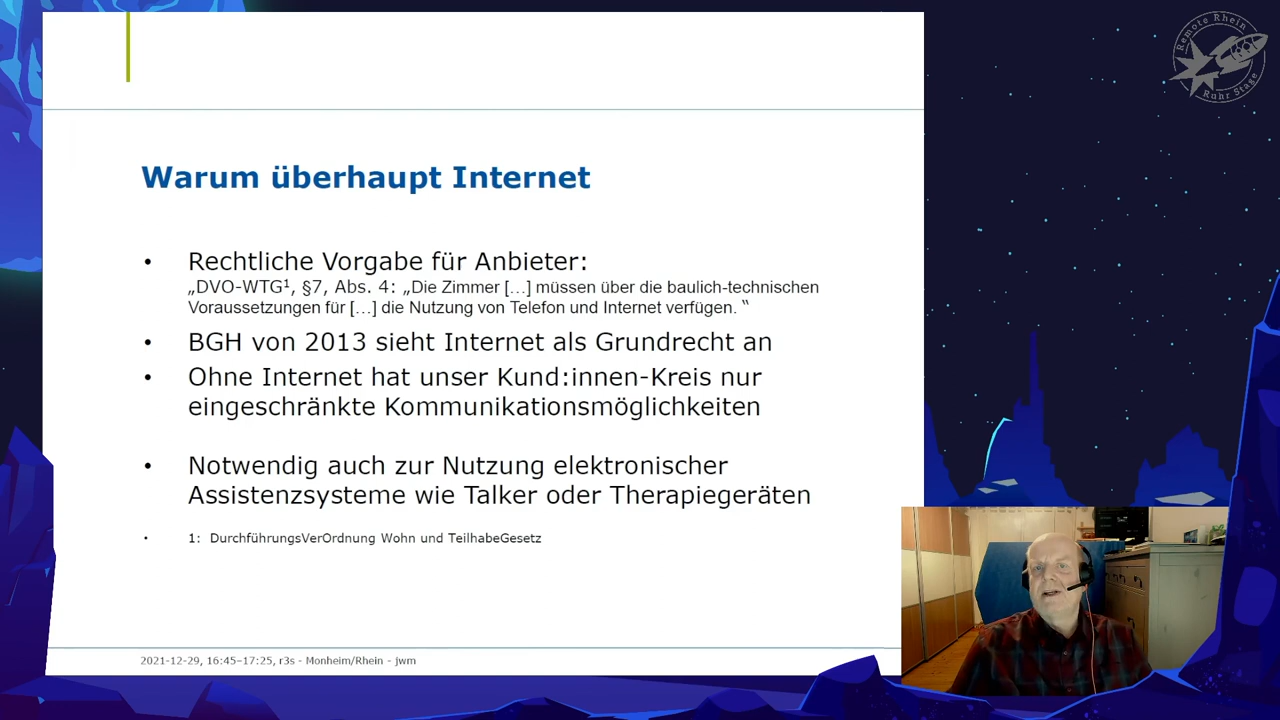 Remote Rhein
Ruhr Stage
Warum überhaupt Internet
• Rechtliche Vorgabe für Anbieter:
„DVO-WTG¹, §7, Abs. 4: „Die Zimmer […] müssen über die baulich-technischen
Voraussetzungen für […] die Nutzung von Telefon und Internet verfügen. “
• BGH von 2013 sieht Internet als Grundrecht an
• Ohne Internet hat unser Kund:innen-Kreis nur
eingeschränkte Kommunikationsmöglichkeiten
• Notwendig auch zur Nutzung elektronischer
Assistenzsysteme wie Talker oder Therapiegeräten
• 1: DurchführungsVerOrdnung Wohn und TeilhabeGesetz
2021-12-29, 16:45–17:25, r3s - Monheim/Rhein - jwm